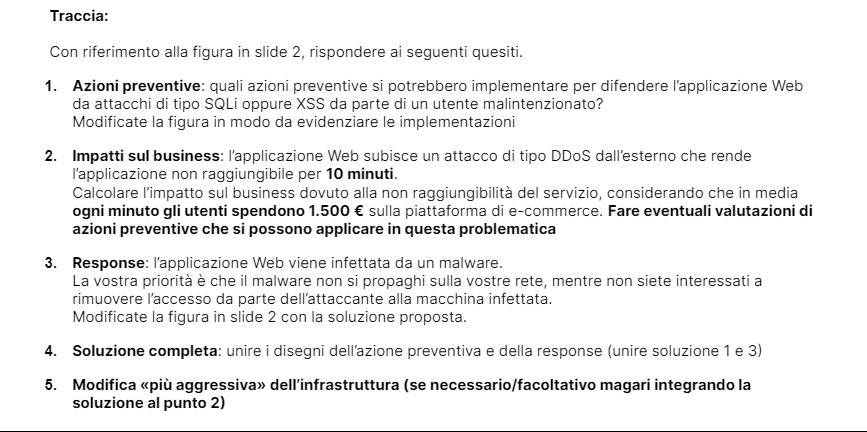 Traccia:
Con riferimento alla figura in slide 2, rispondere ai seguenti quesiti.
1. Azioni preventive: quali azioni preventive si potrebbero implementare per difendere l'applicazione Web
da attacchi di tipo SQLi oppure XSS da parte di un utente malintenzionato?
Modificate la figura in modo da evidenziare le implementazioni
2. Impatti sul business: l'applicazione Web subisce un attacco di tipo DDoS dall'esterno che rende
l'applicazione non raggiungibile per 10 minuti.
Calcolare l'impatto sul business dovuto alla non raggiungibilità del servizio, considerando che in media
ogni minuto gli utenti spendono 1.500 € sulla piattaforma di e-commerce. Fare eventuali valutazioni di
azioni preventive che si possono applicare in questa problematica
3. Response: l'applicazione Web viene infettata da un malware.
La vostra priorità è che il malware non si propaghi sulla vostre rete, mentre non siete interessati a
rimuovere l'accesso da parte dell'attaccante alla macchina infettata.
Modificate la figura in slide 2 con la soluzione proposta.
4. Soluzione completa: unire i disegni dell'azione preventiva e della response (unire soluzione 1 e 3)
5. Modifica «più aggressiva» dell'infrastruttura (se necessario/facoltativo magari integrando la
soluzione al punto 2)